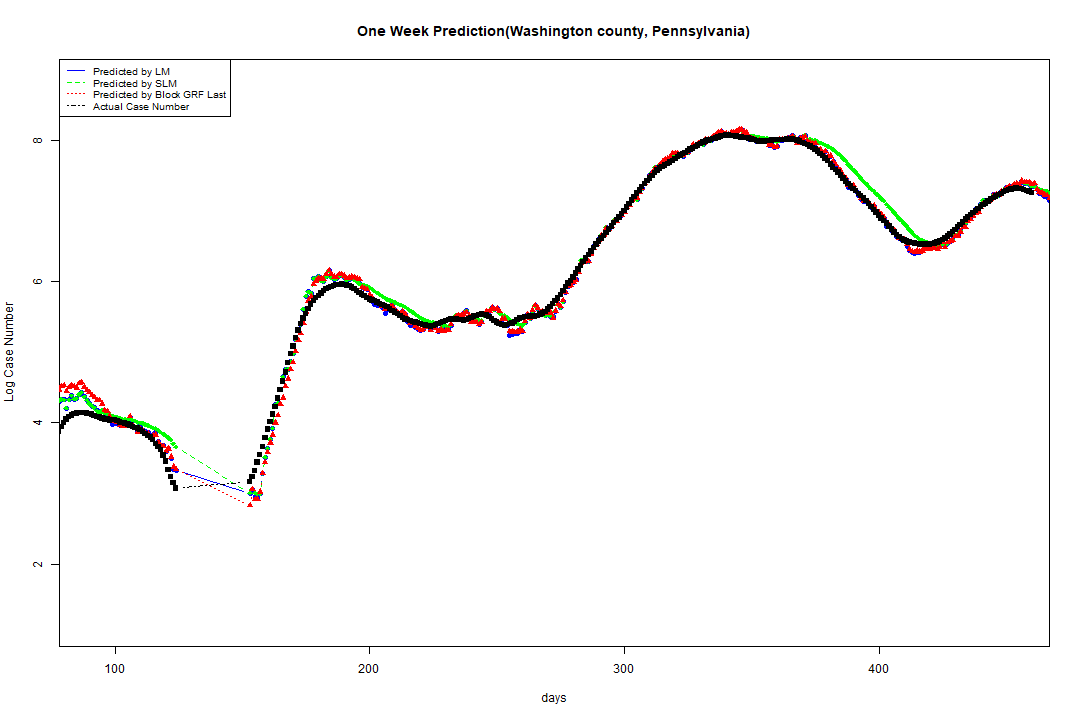 One Week Prediction(Washington county, Pennsylvania)
Predicted by LM
Predicted by SLM
Predicted by Block GRF Last
Actual Case Number
8
6
4
2
Log Case Number
100 200 300 400
days